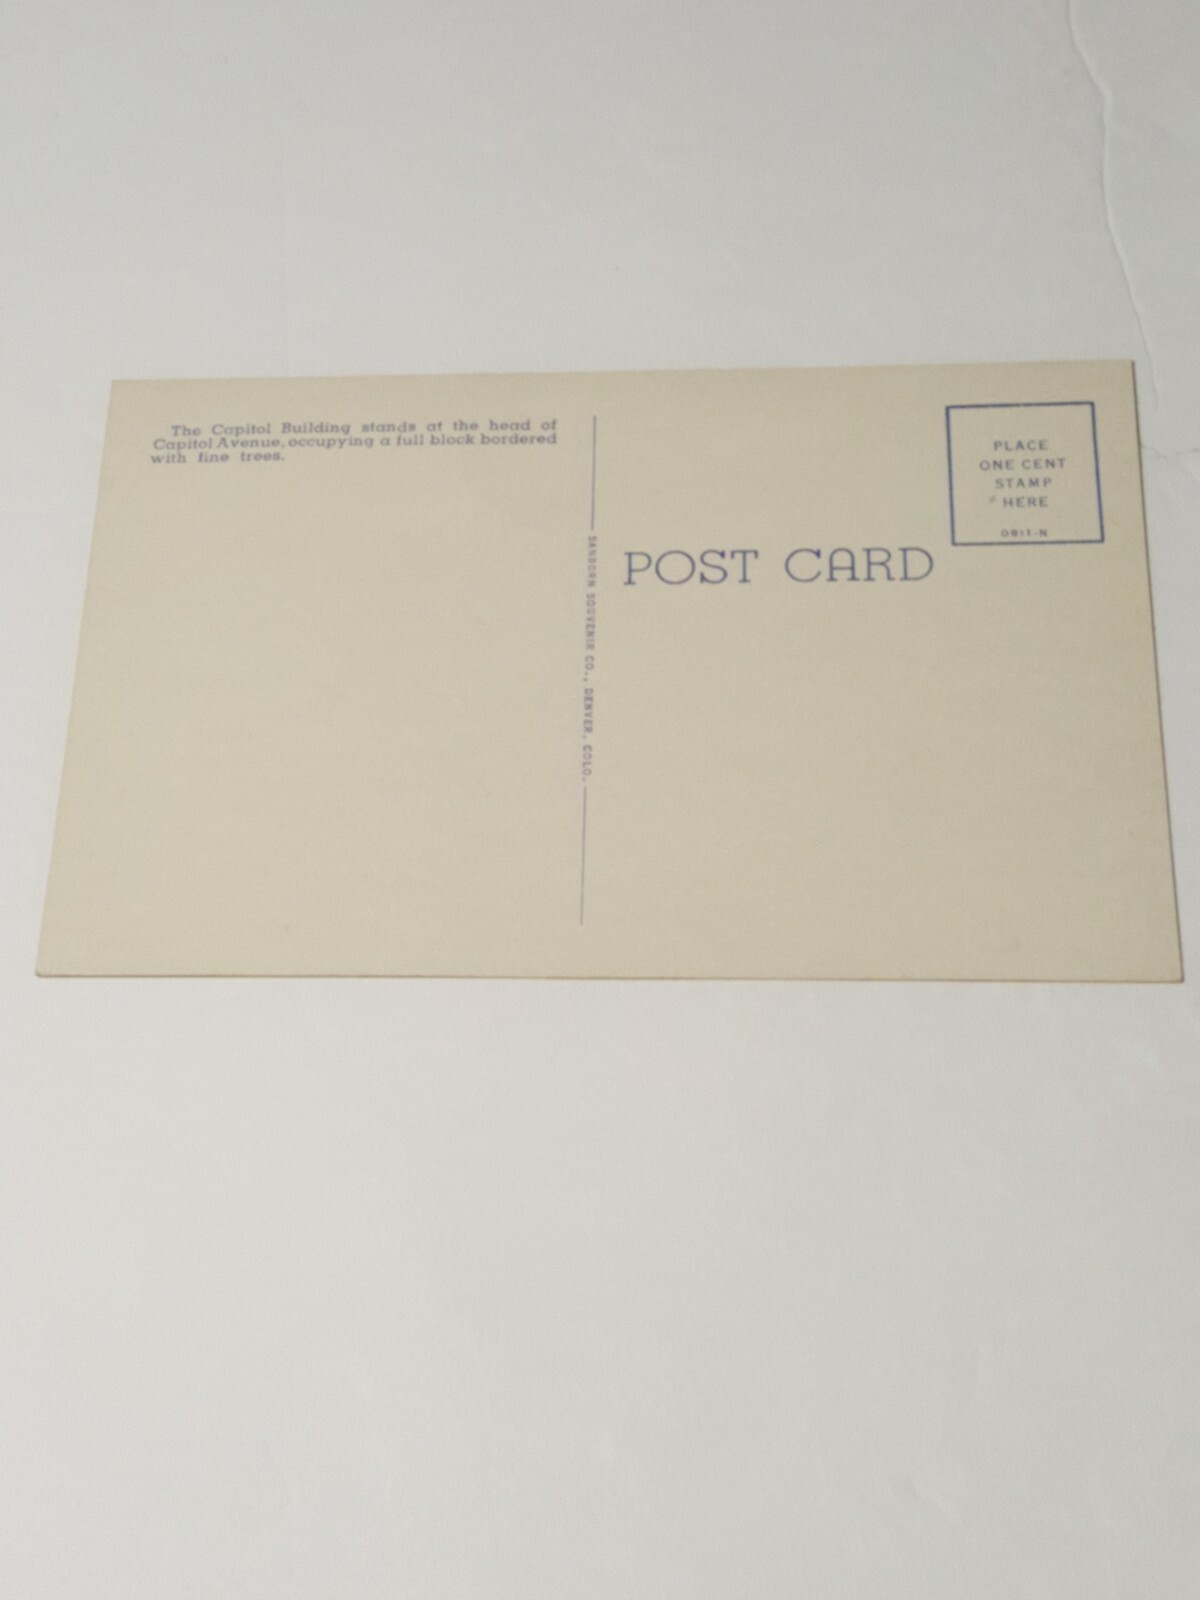 The Capitol Building stands at the head of
Capitol Avenue, occupying a full block bordered
with fine trees.
SANBORN SOUVENIR CO., DENVER, COLO.
POST CARD
PLACE
ONE CENT
STAMP
HERE
OB11-N